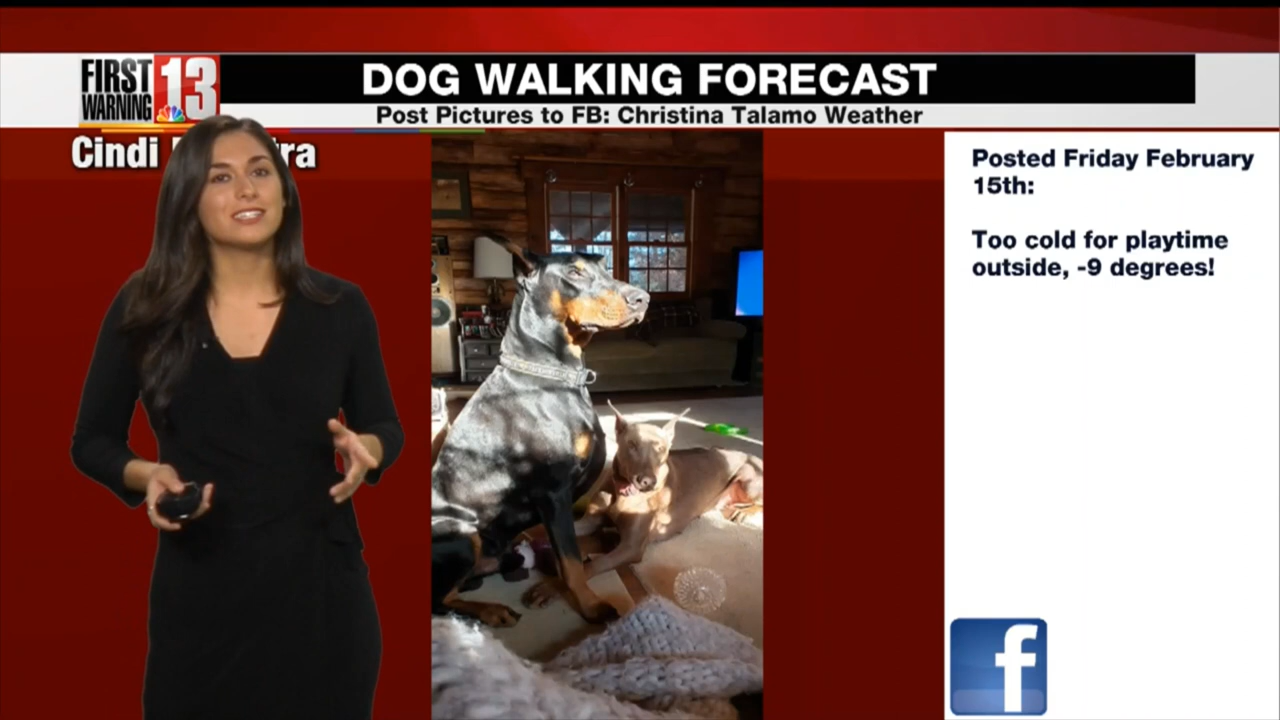 FIRST
WARNING
13
DOG WALKING FORECAST
Post Pictures to FB: Christina Talamo Weather
Cindi
Posted Friday February
15th:
Too cold for playtime
outside, -9 degrees!
f